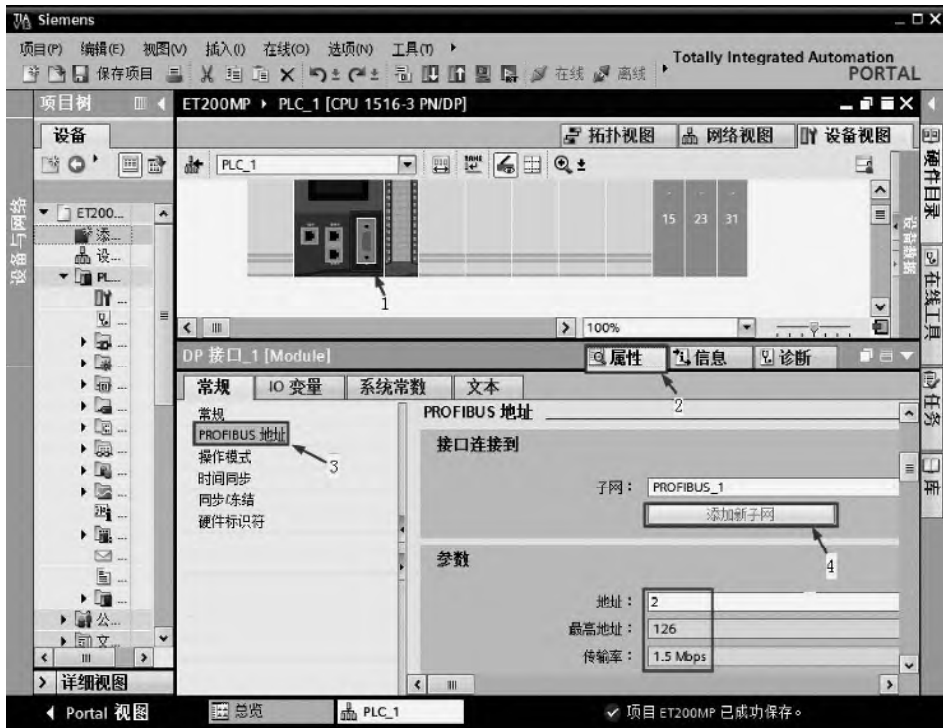 Siemens
项目(P) 编辑(E) 视图(V) 插入(I) 在线(O) 选项(N) 工具(T)
Totally Integrated Automation
PORTAL
保存项目 在线 离线
项目树
ET200MP PLC_1 [CPU 1516-3 PN/DP]
设备
拓扑视图 网络视图 设备视图
PLC_1
设备与网络
ET200...
添...
设...
PL...
公...
文...
详细视图
15 23 31
1
100%
设备数据
硬件目录
在线工具
任务
库
DP 接口_1 [Module]
属性 信息 诊断
2
常规 IO 变量 系统常数 文本
常规
PROFIBUS 地址
操作模式
时间同步
同步/冻结
硬件标识符
3
PROFIBUS 地址
接口连接到
子网: PROFIBUS_1
添加新子网
4
参数
地址: 2
最高地址: 126
传输率: 1.5 Mbps
Portal 视图 总览 PLC_1 项目 ET200MP 已成功保存。